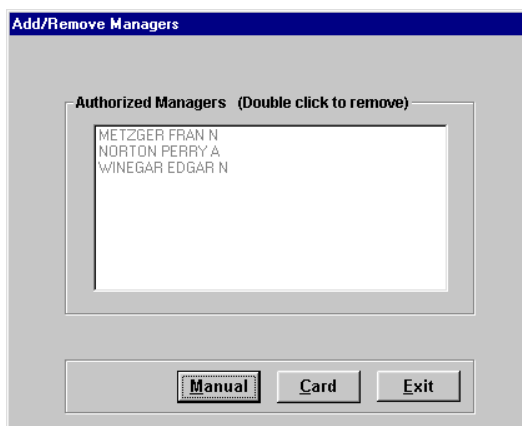 Add/Remove Managers
Authorized Managers (Double click to remove)
METZGER FRAN N
NORTON PERRY A
WINEGAR EDGAR N
Manual Card Exit